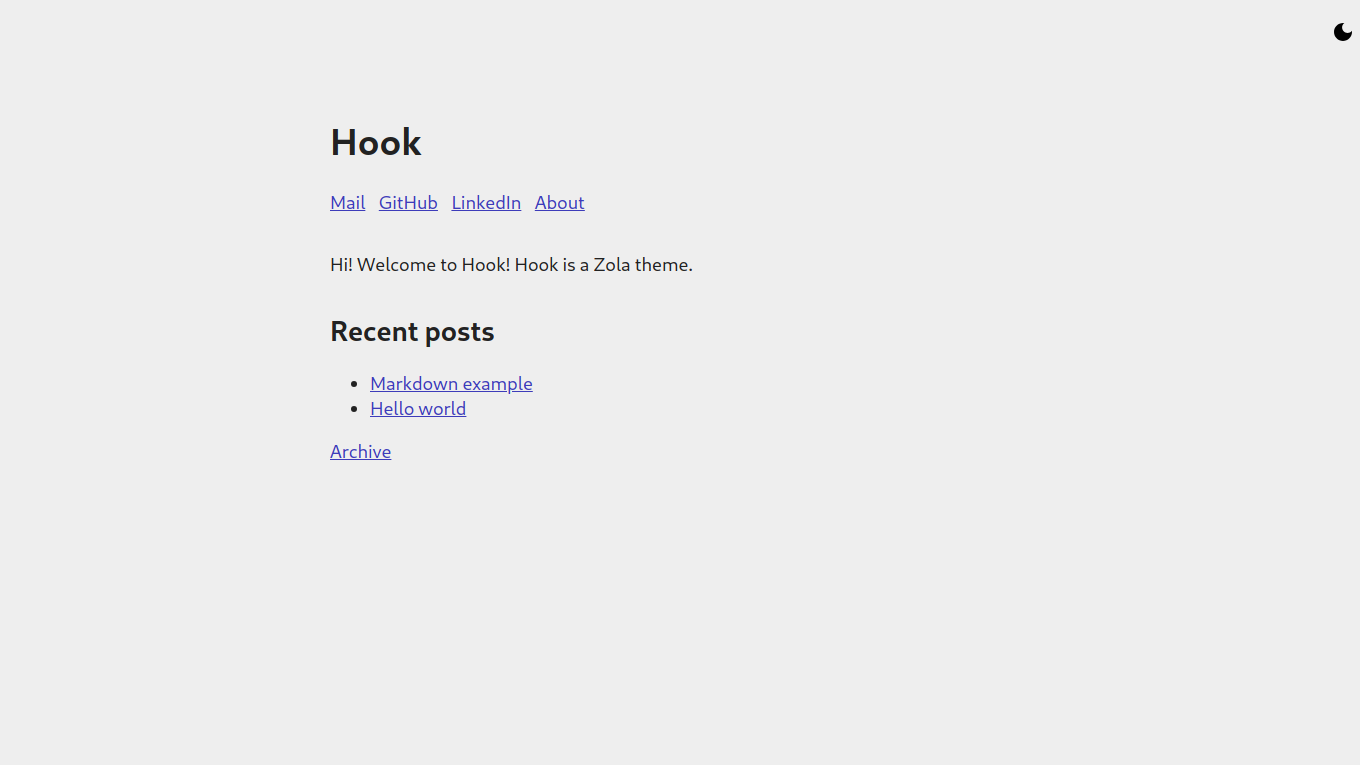 Hook
Mail GitHub LinkedIn About
Hi! Welcome to Hook! Hook is a Zola theme.
Recent posts
Markdown example
Hello world
Archive